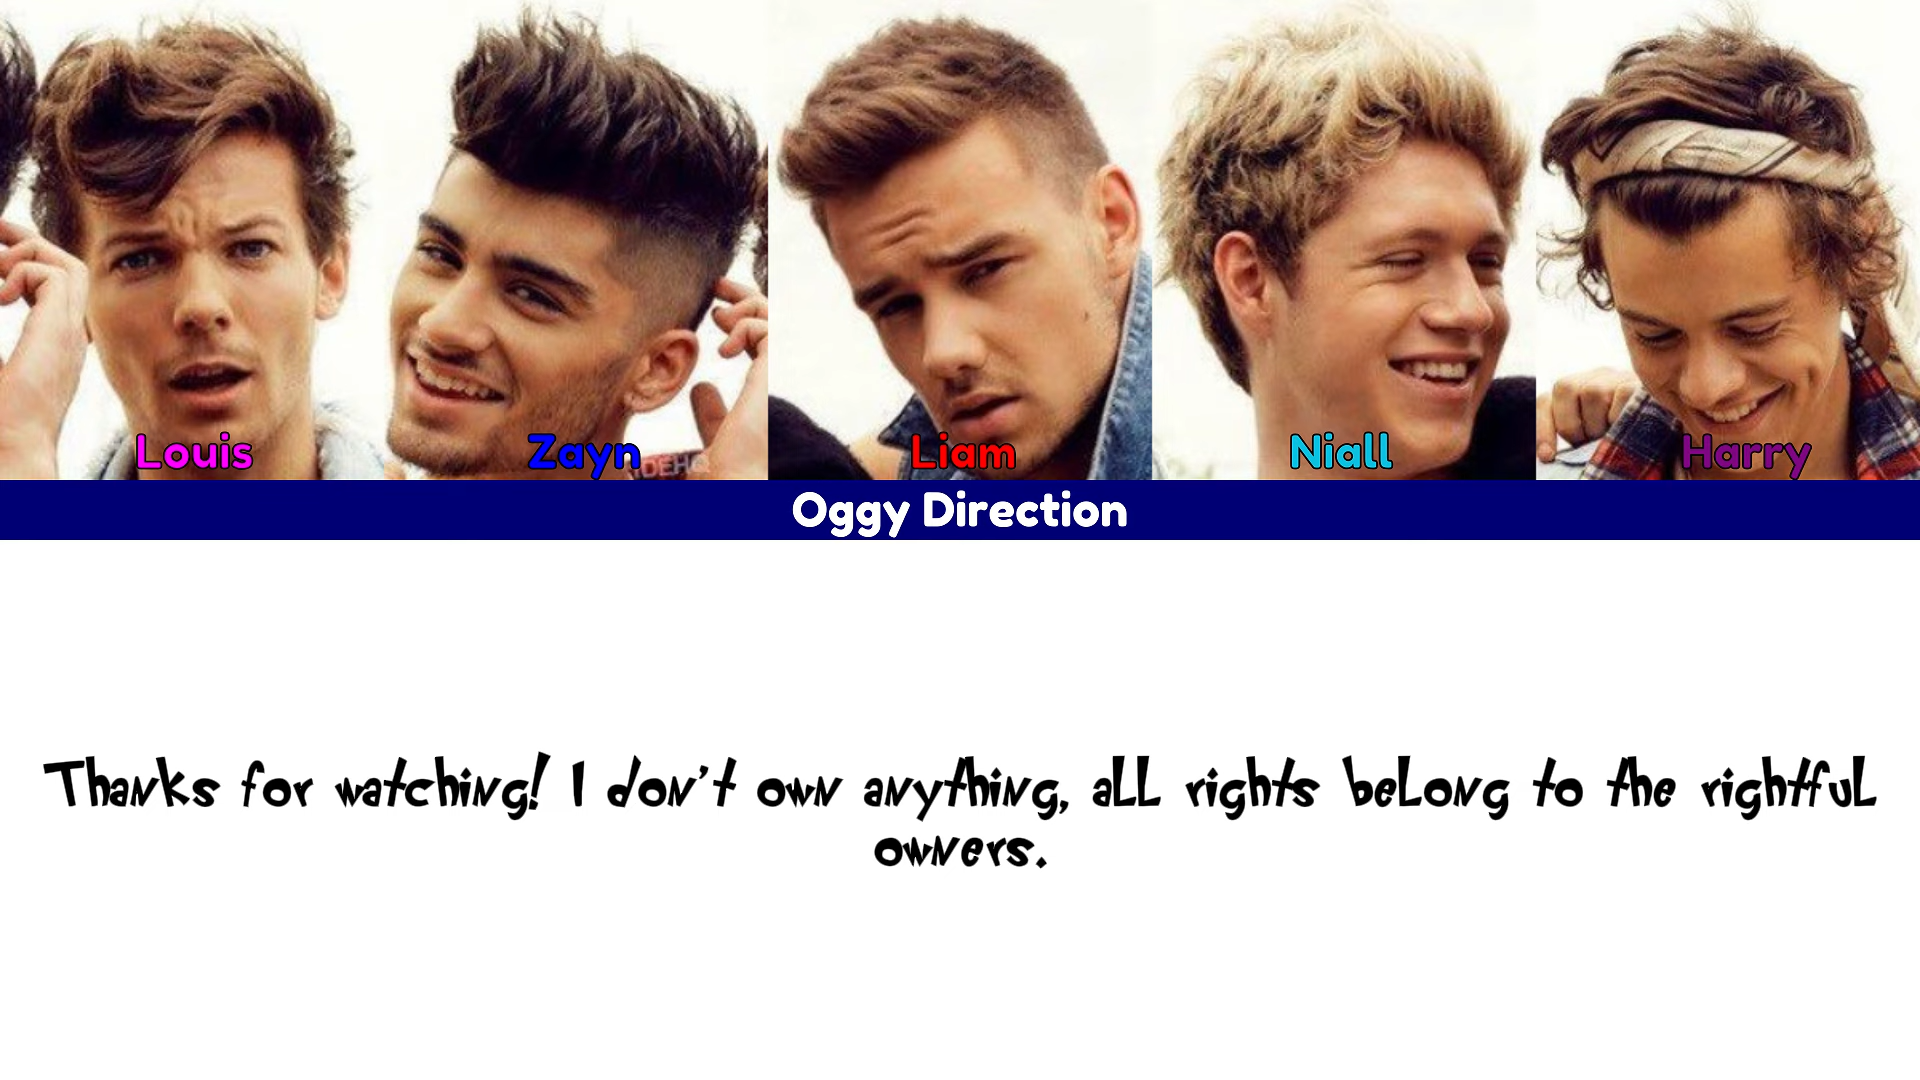 Louis
Zayn
Liam
Niall
Harry
Oggy Direction
Thanks for watching! I don't own anything, all rights belong to the rightful
owners.